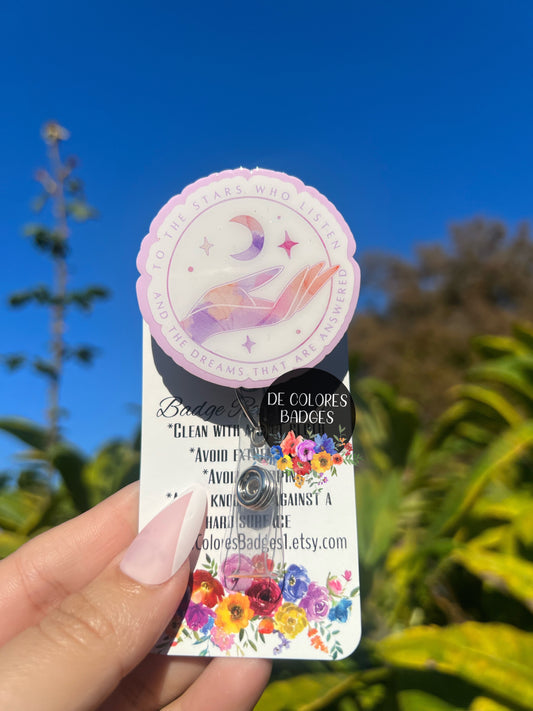 TO THE STARS WHO LISTEN
AND THE DREAMS THAT ARE ANSWERED
DE COLORES
BADGES
Badge
*CLEAN WITH A
*AVOID
*AVOID
AGAINST A
HARD SURFACE
ColoresBadges1.etsy.com